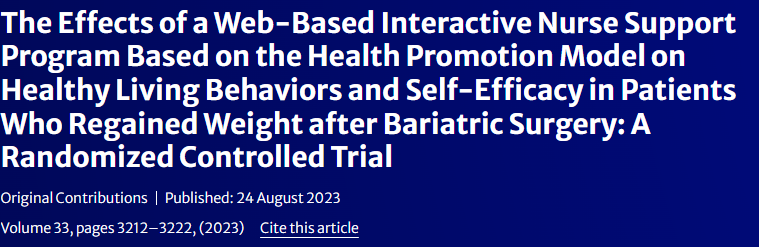 The Effects of a Web-Based Interactive Nurse Support
Program Based on the Health Promotion Model on
Healthy Living Behaviors and Self-Efficacy in Patients
Who Regained Weight after Bariatric Surgery: A
Randomized Controlled Trial
Original Contributions | Published: 24 August 2023
Volume 33, pages 3212–3222, (2023) Cite this article